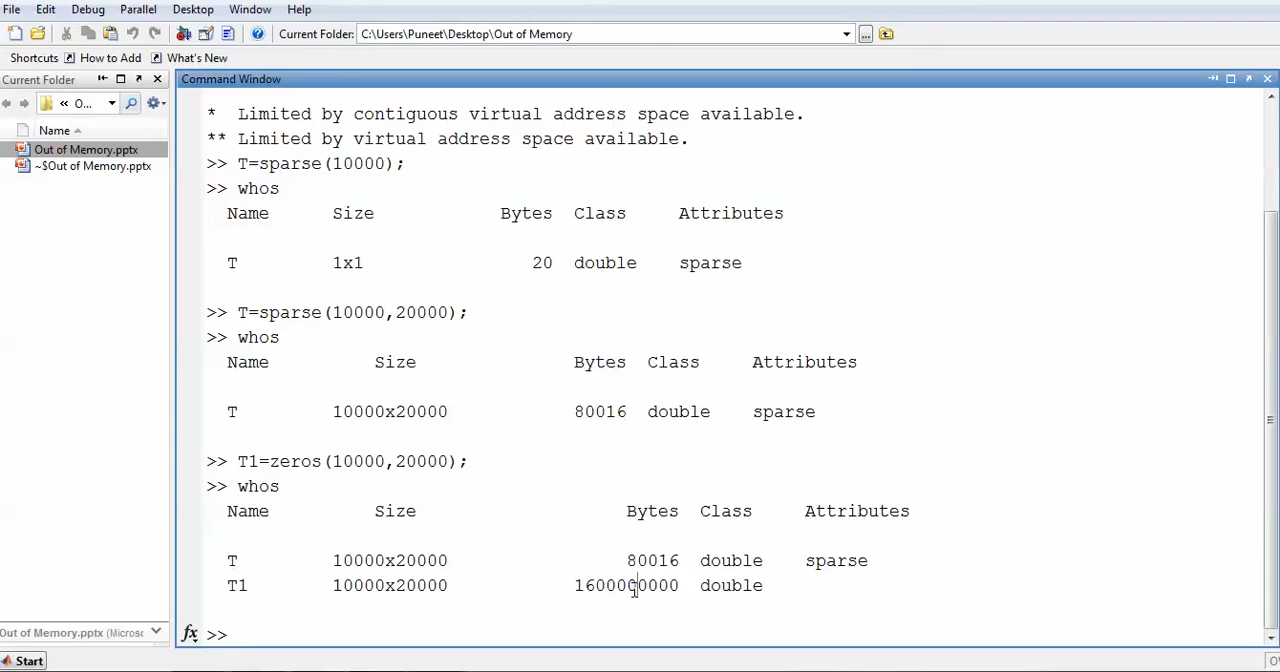 File Edit Debug Parallel Desktop Window Help
Current Folder: C:\Users\Puneet\Desktop\Out of Memory
Shortcuts How to Add What's New
Current Folder
« O...
Name
Out of Memory.pptx
~$Out of Memory.pptx
Out of Memory.pptx (Micros
Start
Command Window
* Limited by contiguous virtual address space available.
** Limited by virtual address space available.
>> T=sparse(10000);
>> whos
Name Size Bytes Class Attributes
T 1x1 20 double sparse
>> T=sparse(10000,20000);
>> whos
Name Size Bytes Class Attributes
T 10000x20000 80016 double sparse
>> T1=zeros(10000,20000);
>> whos
Name Size Bytes Class Attributes
T 10000x20000 80016 double sparse
T1 10000x20000 1600000000 double
fx >>